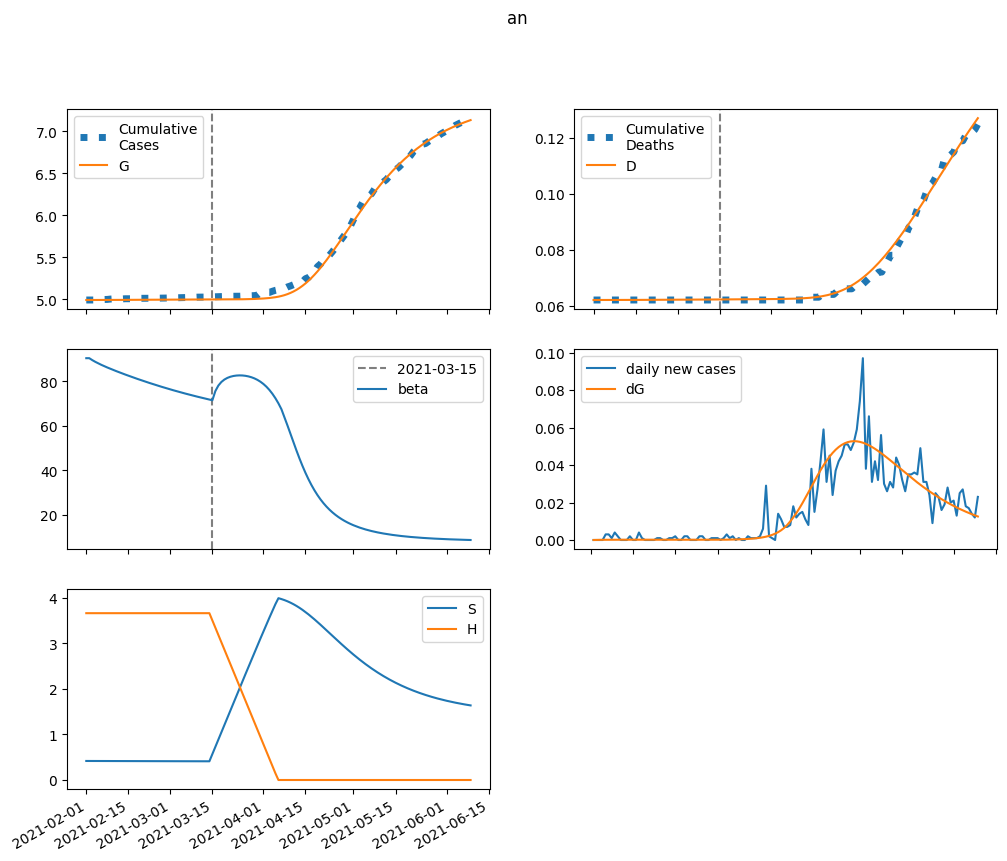 an
7.0
6.5
6.0
5.5
5.0
Cumulative
Cases
G
0.12
0.10
0.08
0.06
Cumulative
Deaths
D
80
60
40
20
2021-03-15
beta
0.10
0.08
0.06
0.04
0.02
0.00
daily new cases
dG
4
3
2
1
0
S
H
2021-02-01
2021-02-15
2021-03-01
2021-03-15
2021-04-01
2021-04-15
2021-05-01
2021-05-15
2021-06-01
2021-06-15